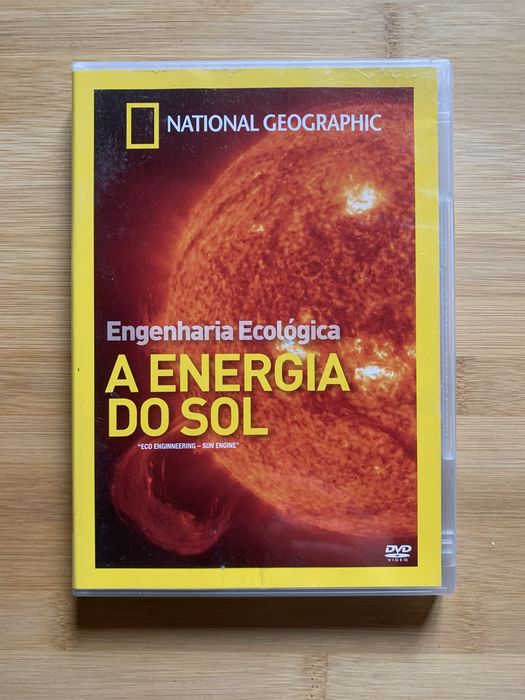 NATIONAL GEOGRAPHIC
Engenharia Ecológica
A ENERGIA
DO SOL
"ECO ENGINNEERING – SUN ENGINE"
DVD
VIDEO